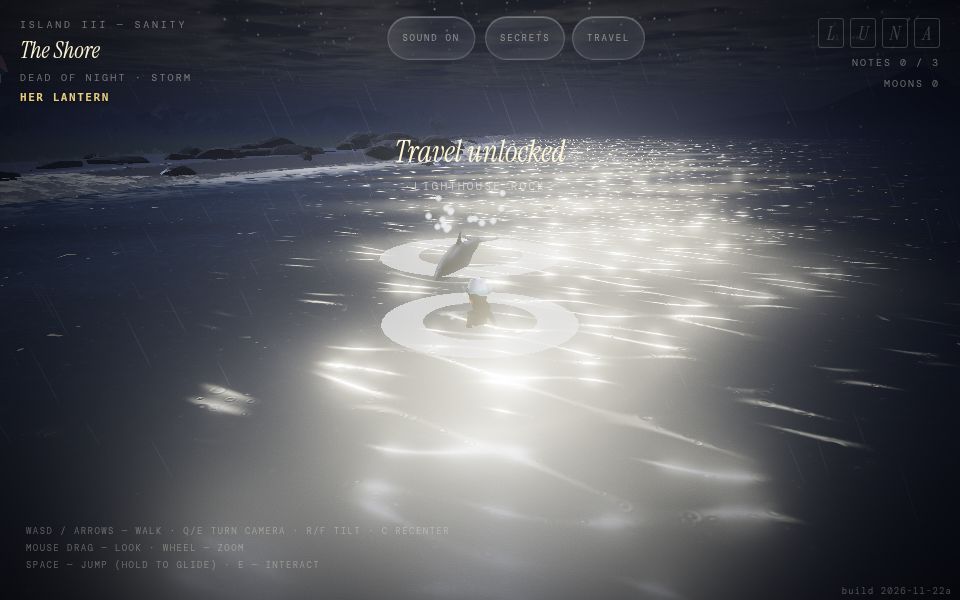 ISLAND III — SANITY
The Shore
DEAD OF NIGHT · STORM
HER LANTERN
SOUND ON
SECRETS
TRAVEL
L U N A
NOTES 0 / 3
MOONS 0
Travel unlocked
LIGHTHOUSE ROCK
WASD / ARROWS — WALK · Q/E TURN CAMERA · R/F TILT · C RECENTER
MOUSE DRAG — LOOK · WHEEL — ZOOM
SPACE — JUMP (HOLD TO GLIDE) · E — INTERACT
build 2026-11-22a